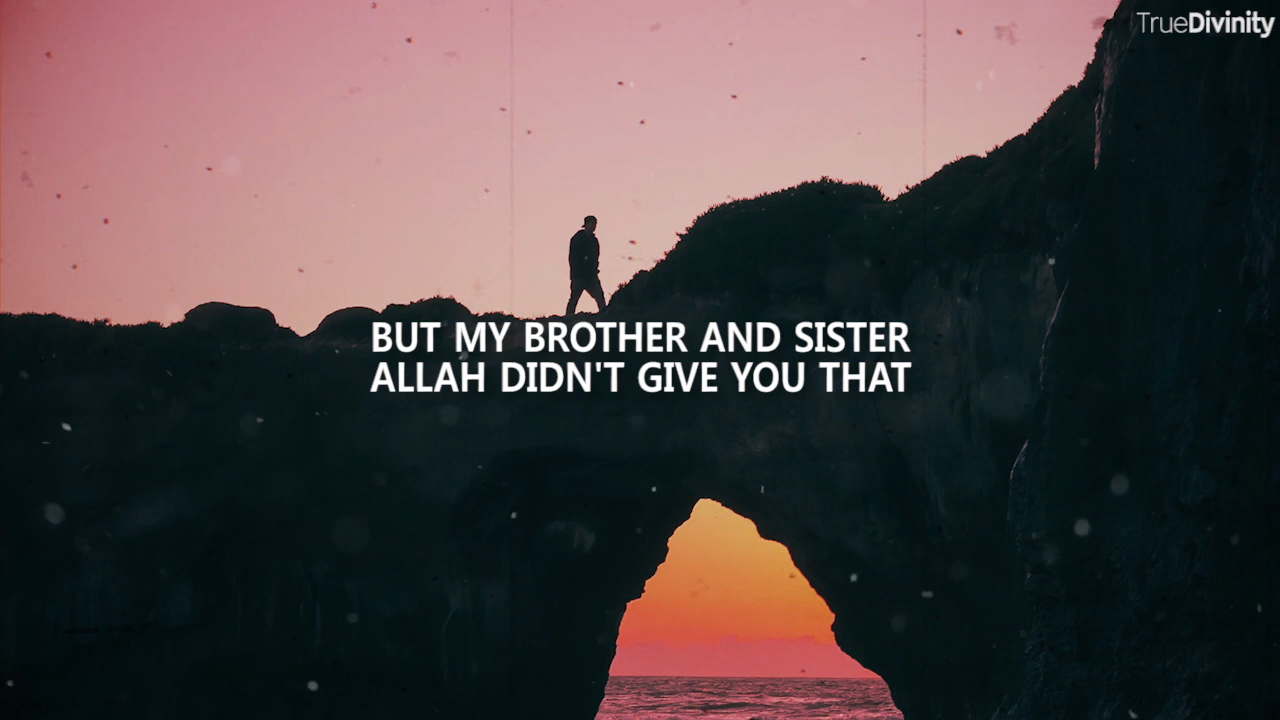 TrueDivinity
BUT MY BROTHER AND SISTER
ALLAH DIDN'T GIVE YOU THAT